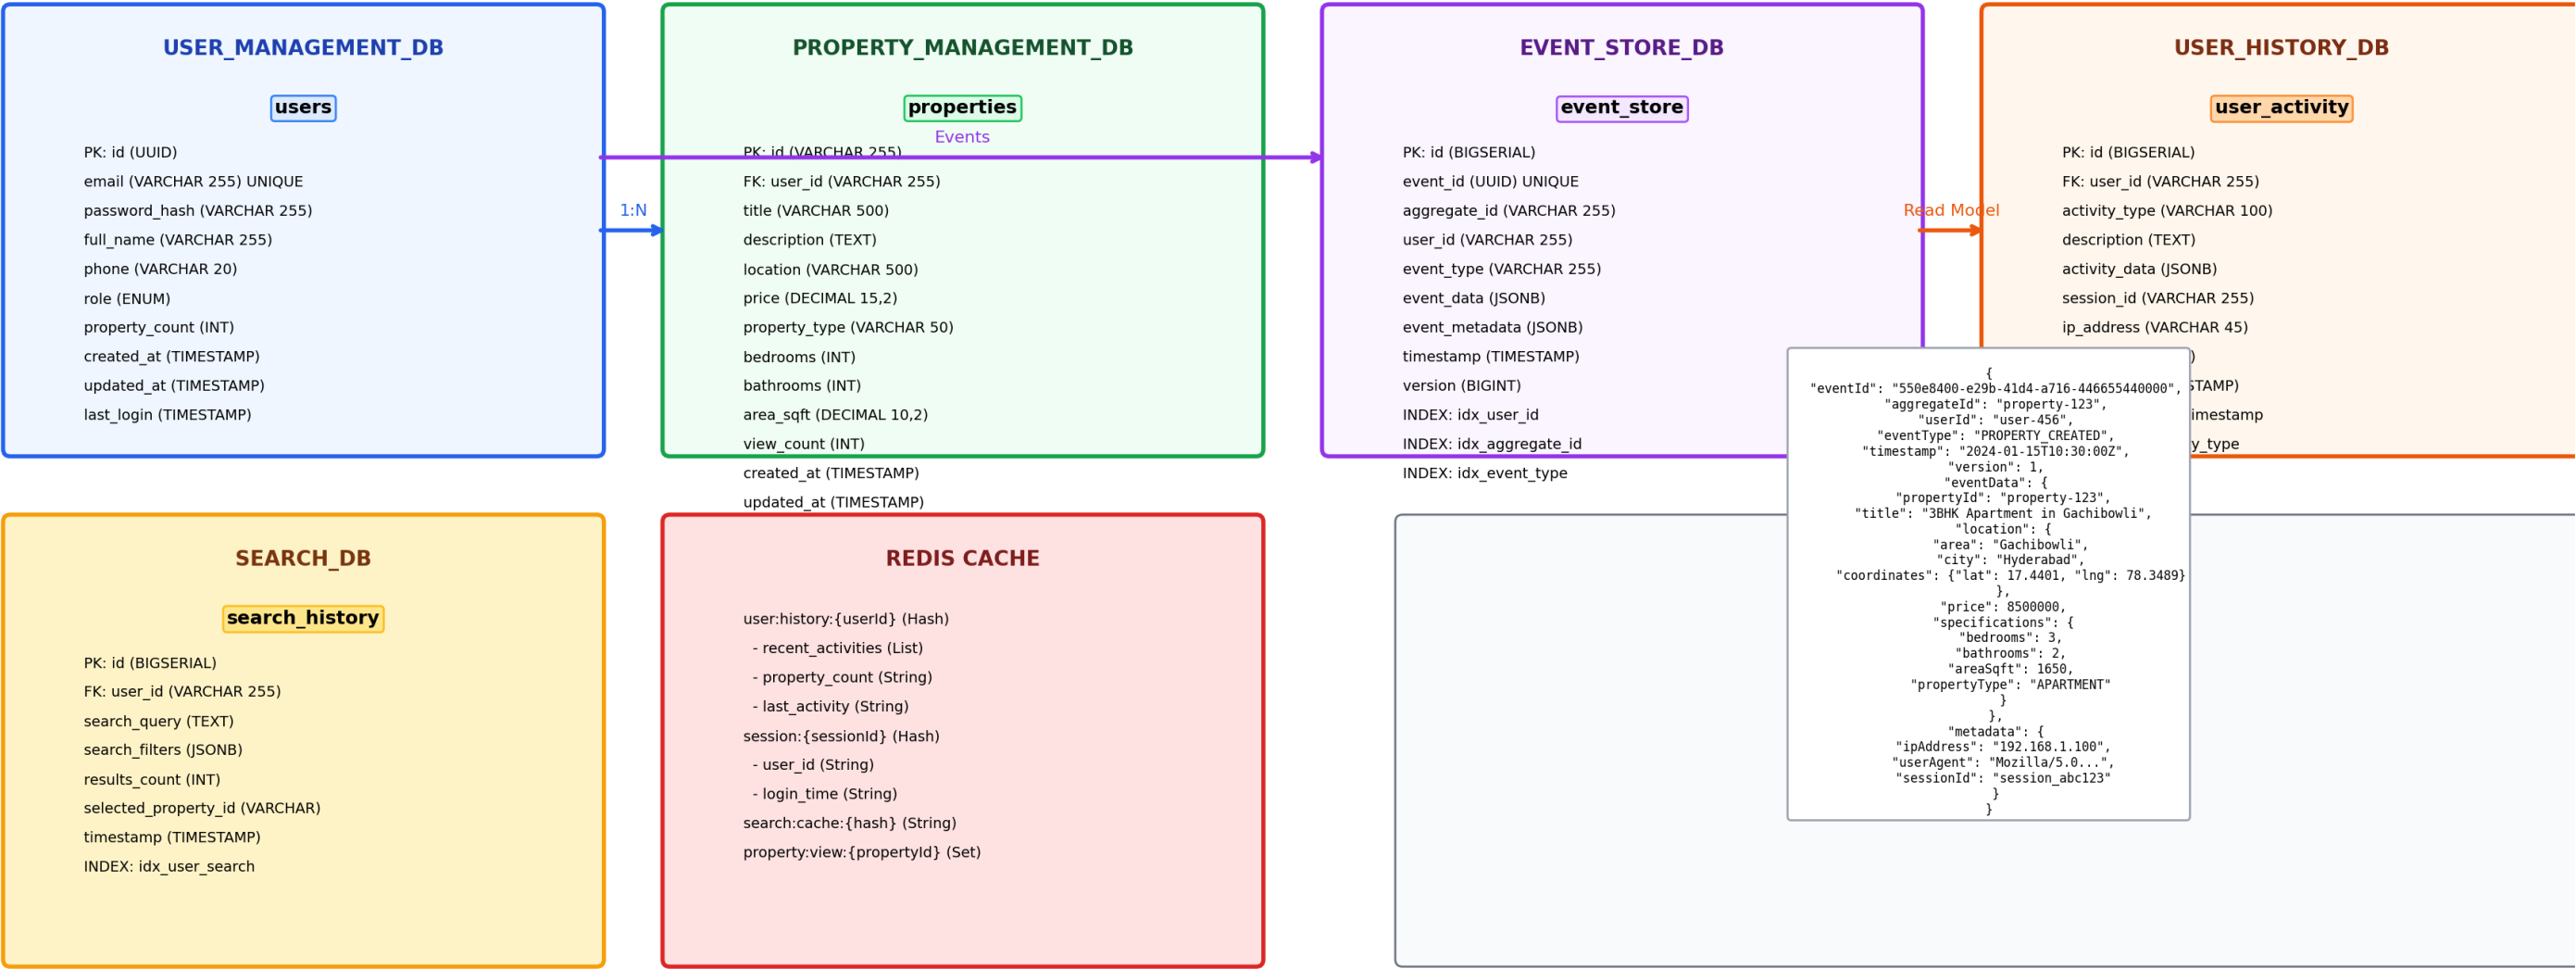 USER_MANAGEMENT_DB
users
PK: id (UUID)
email (VARCHAR 255) UNIQUE
password_hash (VARCHAR 255)
full_name (VARCHAR 255)
phone (VARCHAR 20)
role (ENUM)
property_count (INT)
created_at (TIMESTAMP)
updated_at (TIMESTAMP)
last_login (TIMESTAMP)
1:N
PROPERTY_MANAGEMENT_DB
properties
Events
PK: id (VARCHAR 255)
FK: user_id (VARCHAR 255)
title (VARCHAR 500)
description (TEXT)
location (VARCHAR 500)
price (DECIMAL 15,2)
property_type (VARCHAR 50)
bedrooms (INT)
bathrooms (INT)
area_sqft (DECIMAL 10,2)
view_count (INT)
created_at (TIMESTAMP)
updated_at (TIMESTAMP)
EVENT_STORE_DB
event_store
PK: id (BIGSERIAL)
event_id (UUID) UNIQUE
aggregate_id (VARCHAR 255)
user_id (VARCHAR 255)
event_type (VARCHAR 255)
event_data (JSONB)
event_metadata (JSONB)
timestamp (TIMESTAMP)
version (BIGINT)
INDEX: idx_user_id
INDEX: idx_aggregate_id
INDEX: idx_event_type
Read Model
USER_HISTORY_DB
user_activity
PK: id (BIGSERIAL)
FK: user_id (VARCHAR 255)
activity_type (VARCHAR 100)
description (TEXT)
activity_data (JSONB)
session_id (VARCHAR 255)
ip_address (VARCHAR 45)
)
STAMP)
imestamp
y_type
SEARCH_DB
search_history
PK: id (BIGSERIAL)
FK: user_id (VARCHAR 255)
search_query (TEXT)
search_filters (JSONB)
results_count (INT)
selected_property_id (VARCHAR)
timestamp (TIMESTAMP)
INDEX: idx_user_search
REDIS CACHE
user:history:{userId} (Hash)
- recent_activities (List)
- property_count (String)
- last_activity (String)
session:{sessionId} (Hash)
- user_id (String)
- login_time (String)
search:cache:{hash} (String)
property:view:{propertyId} (Set)
{
"eventId": "550e8400-e29b-41d4-a716-446655440000",
"aggregateId": "property-123",
"userId": "user-456",
"eventType": "PROPERTY_CREATED",
"timestamp": "2024-01-15T10:30:00Z",
"version": 1,
"eventData": {
"propertyId": "property-123",
"title": "3BHK Apartment in Gachibowli",
"location": {
"area": "Gachibowli",
"city": "Hyderabad",
"coordinates": {"lat": 17.4401, "lng": 78.3489}
},
"price": 8500000,
"specifications": {
"bedrooms": 3,
"bathrooms": 2,
"areaSqft": 1650,
"propertyType": "APARTMENT"
}
},
"metadata": {
"ipAddress": "192.168.1.100",
"userAgent": "Mozilla/5.0...",
"sessionId": "session_abc123"
}
}